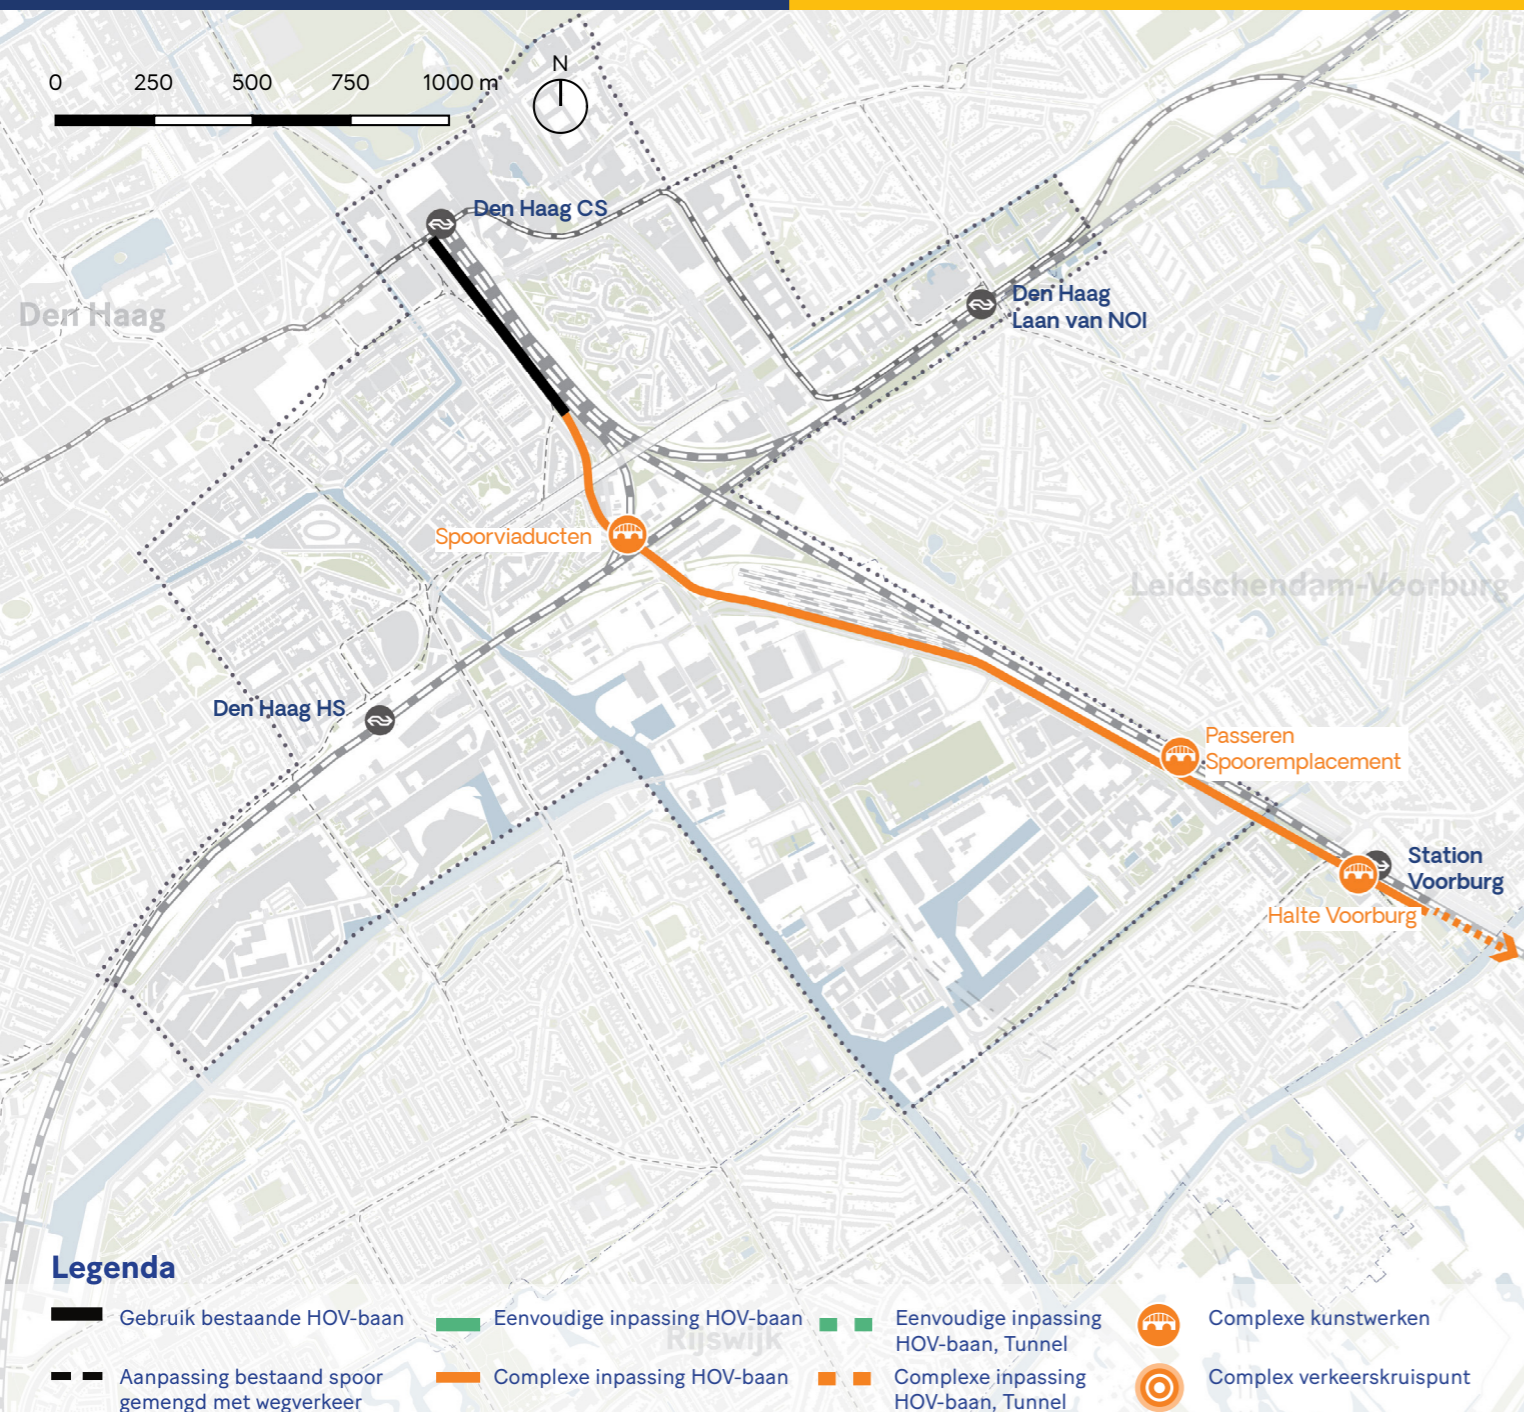 0 250 500 750 1000 m
N
Den Haag CS
Den Haag
Den Haag
Laan van NOI
Spoorviaducten
Leidschendam-Voorburg
Den Haag HS
Passeren
Spooremplacement
Station
Voorburg
Halte Voorburg
Legenda
Gebruik bestaande HOV-baan
Eenvoudige inpassing HOV-baan
Eenvoudige inpassing
HOV-baan, Tunnel
Complexe kunstwerken
Rijswijk
Aanpassing bestaand spoor
gemengd met wegverkeer
Complexe inpassing HOV-baan
Complexe inpassing
HOV-baan, Tunnel
Complex verkeerskruispunt